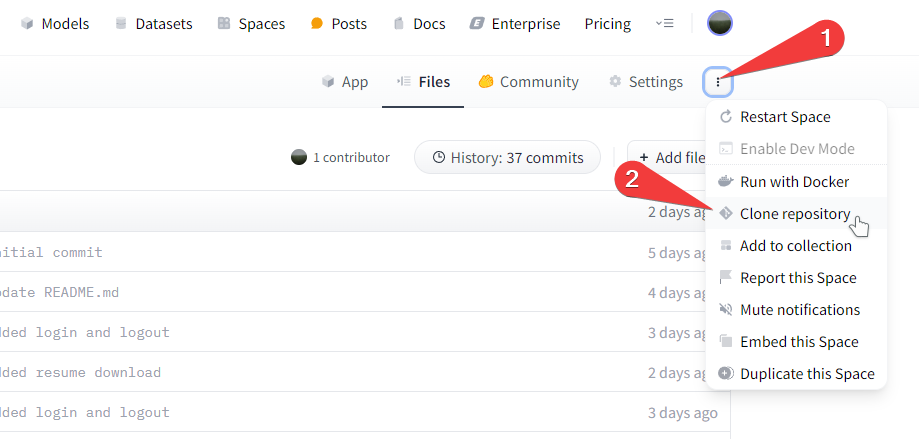 Models Datasets Spaces Posts Docs Enterprise Pricing
1
App Files Community Settings
Restart Space
Enable Dev Mode
1 contributor History: 37 commits + Add file
Run with Docker
2
Clone repository
2 days ago
Add to collection
nitial commit 5 days ago
Report this Space
pdate README.md 4 days ago
Mute notifications
dded login and logout 3 days ago
Embed this Space
dded resume download 2 days ago
Duplicate this Space
dded login and logout 3 days ago